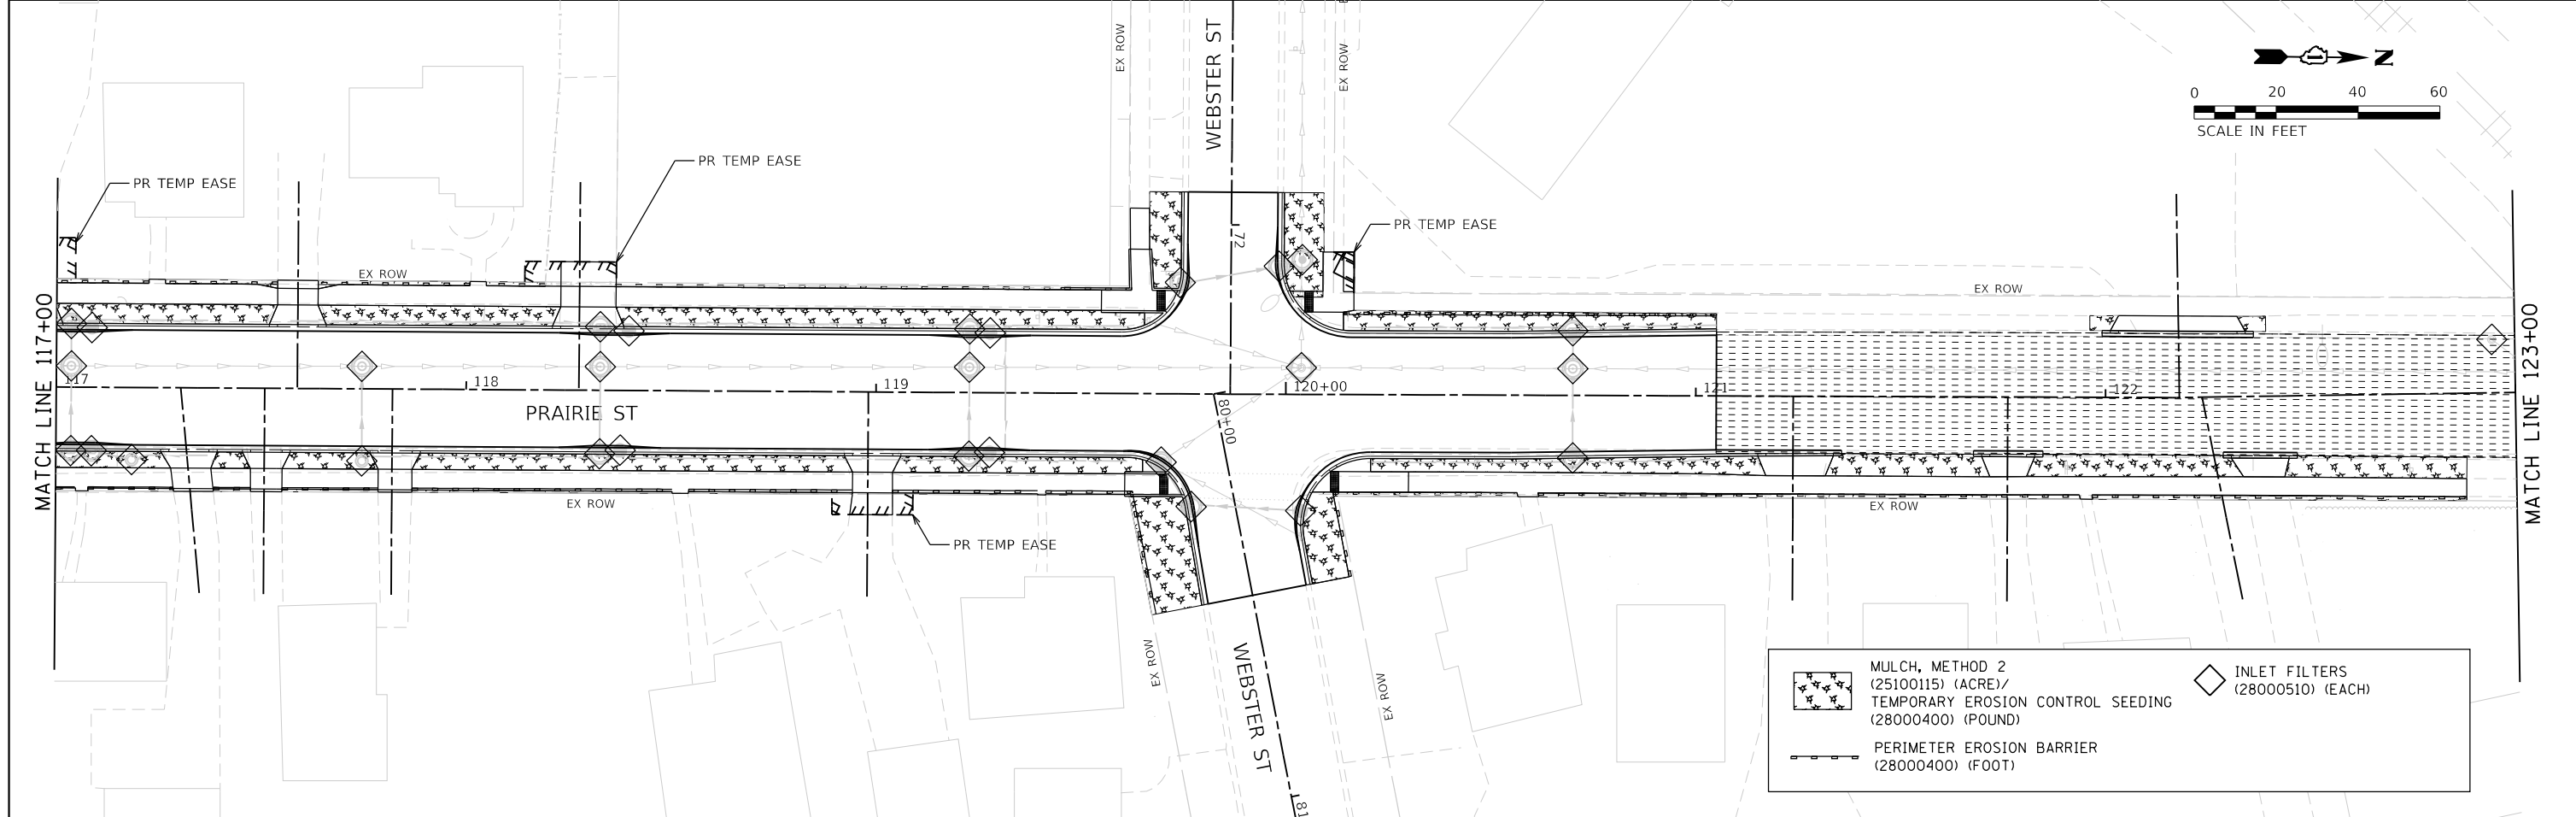 EX ROW
WEBSTER ST
EX ROW
N
0 20 40 60
SCALE IN FEET
PR TEMP EASE
PR TEMP EASE
PR TEMP EASE
72
EX ROW
EX ROW
MATCH LINE 117+00
MATCH LINE 123+00
117
118
119
120+00
121
122
PRAIRIE ST
80+00
EX ROW
EX ROW
PR TEMP EASE
EX ROW
WEBSTER ST
EX ROW
81
MULCH, METHOD 2
(25100115) (ACRE)/
TEMPORARY EROSION CONTROL SEEDING
(28000400) (POUND)
INLET FILTERS
(28000510) (EACH)
PERIMETER EROSION BARRIER
(28000400) (FOOT)